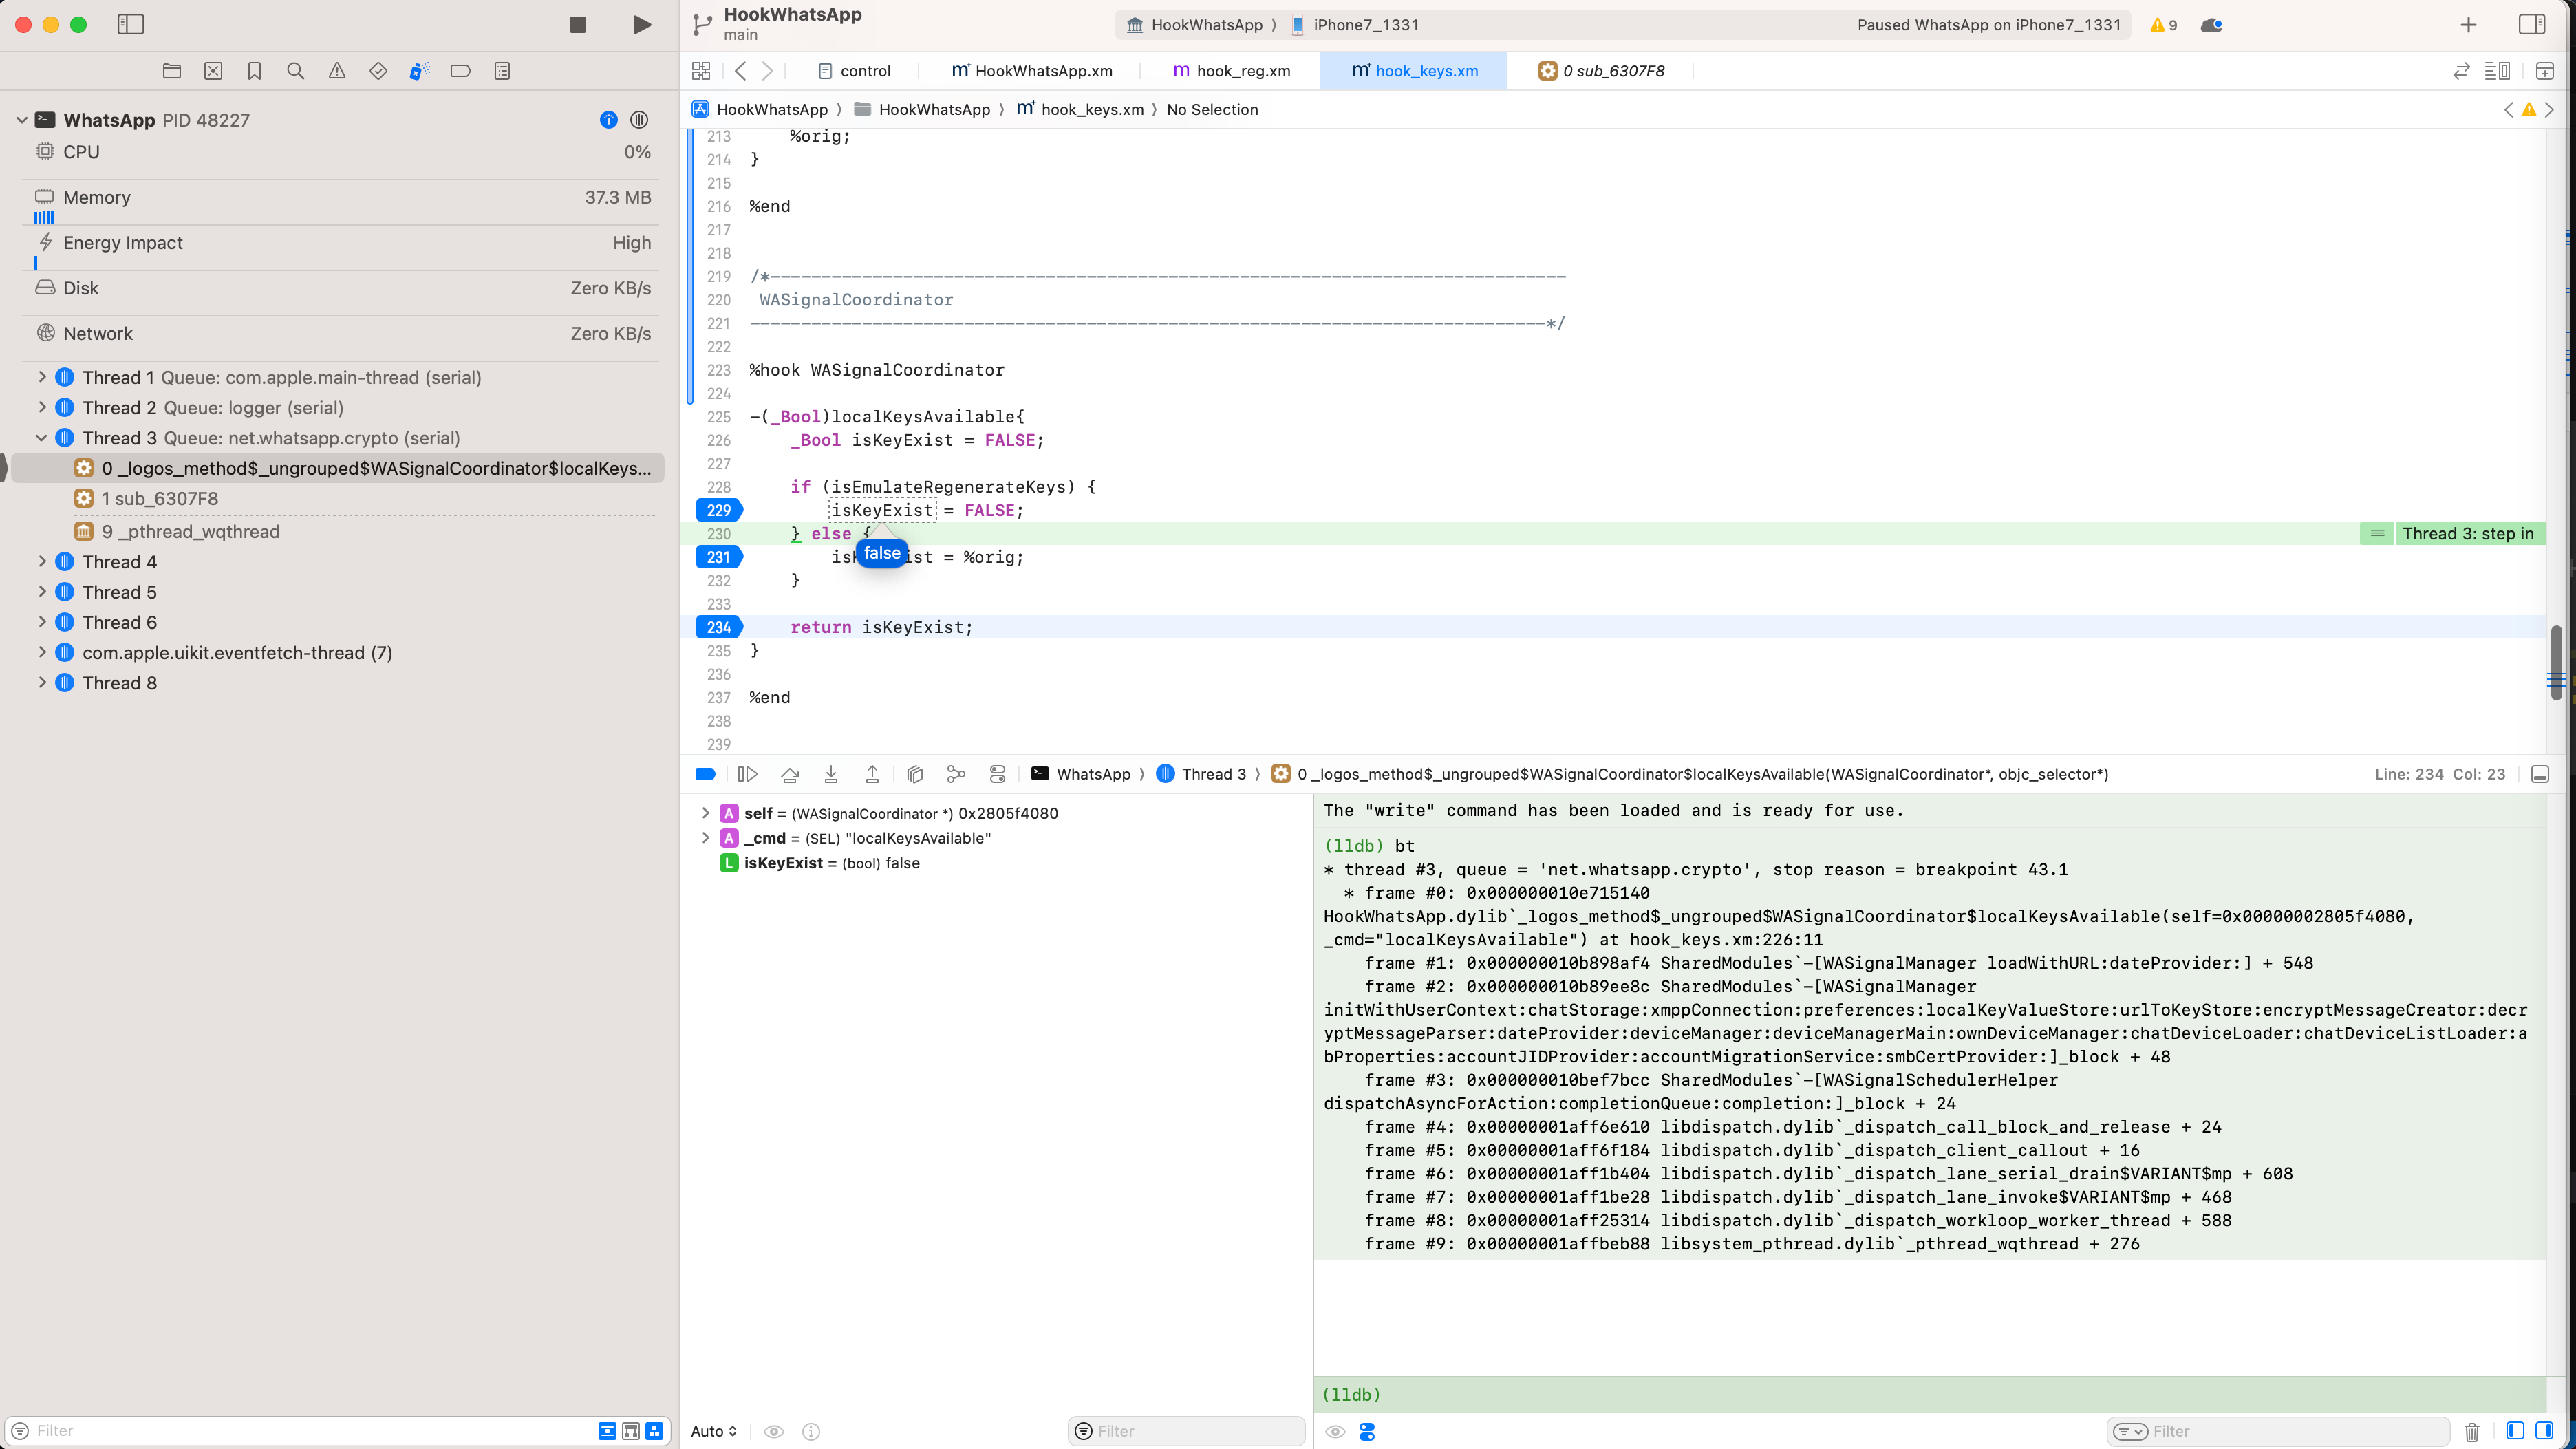 HookWhatsApp
main
HookWhatsApp 〉 iPhone7_1331
Paused WhatsApp on iPhone7_1331
9
control
HookWhatsApp.xm
hook_reg.xm
hook_keys.xm
0 sub_6307F8
HookWhatsApp 〉 HookWhatsApp 〉 hook_keys.xm 〉 No Selection
WhatsApp PID 48227
CPU 0%
Memory 37.3 MB
Energy Impact High
Disk Zero KB/s
Network Zero KB/s
Thread 1 Queue: com.apple.main-thread (serial)
Thread 2 Queue: logger (serial)
Thread 3 Queue: net.whatsapp.crypto (serial)
0 _logos_method$_ungrouped$WASignalCoordinator$localKeys...
1 sub_6307F8
9 _pthread_wqthread
Thread 4
Thread 5
Thread 6
com.apple.uikit.eventfetch-thread (7)
Thread 8
Filter
213 %orig;
214 }
215
216 %end
217
218
219 /*------------------------------------------------------------------------------
220 WASignalCoordinator
221 ------------------------------------------------------------------------------*/
222
223 %hook WASignalCoordinator
224
225 -(_Bool)localKeysAvailable{
226 _Bool isKeyExist = FALSE;
227
228 if (isEmulateRegenerateKeys) {
229 isKeyExist = FALSE;
230 } else {
Thread 3: step in
false
231 isK ist = %orig;
232 }
233
234 return isKeyExist;
235 }
236
237 %end
238
239
WhatsApp 〉 Thread 3 〉 0 _logos_method$_ungrouped$WASignalCoordinator$localKeysAvailable(WASignalCoordinator*, objc_selector*)
Line: 234 Col: 23
A self = (WASignalCoordinator *) 0x2805f4080
A _cmd = (SEL) "localKeysAvailable"
L isKeyExist = (bool) false
Auto
Filter
The "write" command has been loaded and is ready for use.
(lldb) bt
* thread #3, queue = 'net.whatsapp.crypto', stop reason = breakpoint 43.1
* frame #0: 0x000000010e715140
HookWhatsApp.dylib`_logos_method$_ungrouped$WASignalCoordinator$localKeysAvailable(self=0x00000002805f4080,
_cmd="localKeysAvailable") at hook_keys.xm:226:11
frame #1: 0x000000010b898af4 SharedModules`-[WASignalManager loadWithURL:dateProvider:] + 548
frame #2: 0x000000010b89ee8c SharedModules`-[WASignalManager
initWithUserContext:chatStorage:xmppConnection:preferences:localKeyValueStore:urlToKeyStore:encryptMessageCreator:decr
yptMessageParser:dateProvider:deviceManager:deviceManagerMain:ownDeviceManager:chatDeviceLoader:chatDeviceListLoader:a
bProperties:accountJIDProvider:accountMigrationService:smbCertProvider:]_block + 48
frame #3: 0x000000010bef7bcc SharedModules`-[WASignalSchedulerHelper
dispatchAsyncForAction:completionQueue:completion:]_block + 24
frame #4: 0x00000001aff6e610 libdispatch.dylib`_dispatch_call_block_and_release + 24
frame #5: 0x00000001aff6f184 libdispatch.dylib`_dispatch_client_callout + 16
frame #6: 0x00000001aff1b404 libdispatch.dylib`_dispatch_lane_serial_drain$VARIANT$mp + 608
frame #7: 0x00000001aff1be28 libdispatch.dylib`_dispatch_lane_invoke$VARIANT$mp + 468
frame #8: 0x00000001aff25314 libdispatch.dylib`_dispatch_workloop_worker_thread + 588
frame #9: 0x00000001affbeb88 libsystem_pthread.dylib`_pthread_wqthread + 276
(lldb)
Filter